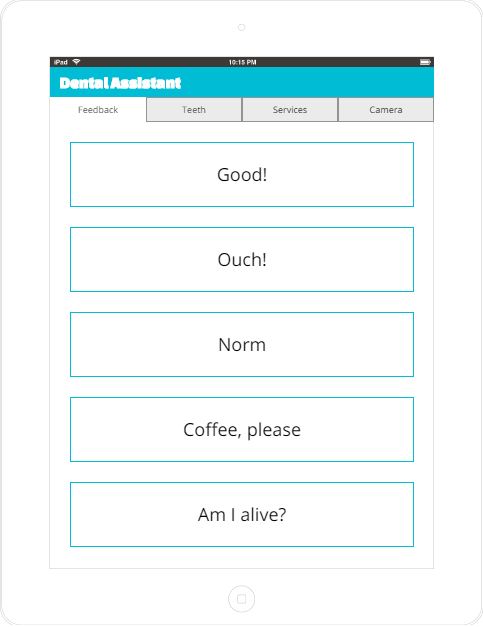 iPad 10:15 PM
Dental Assistant
Feedback Teeth Services Camera
Good!
Ouch!
Norm
Coffee, please
Am I alive?